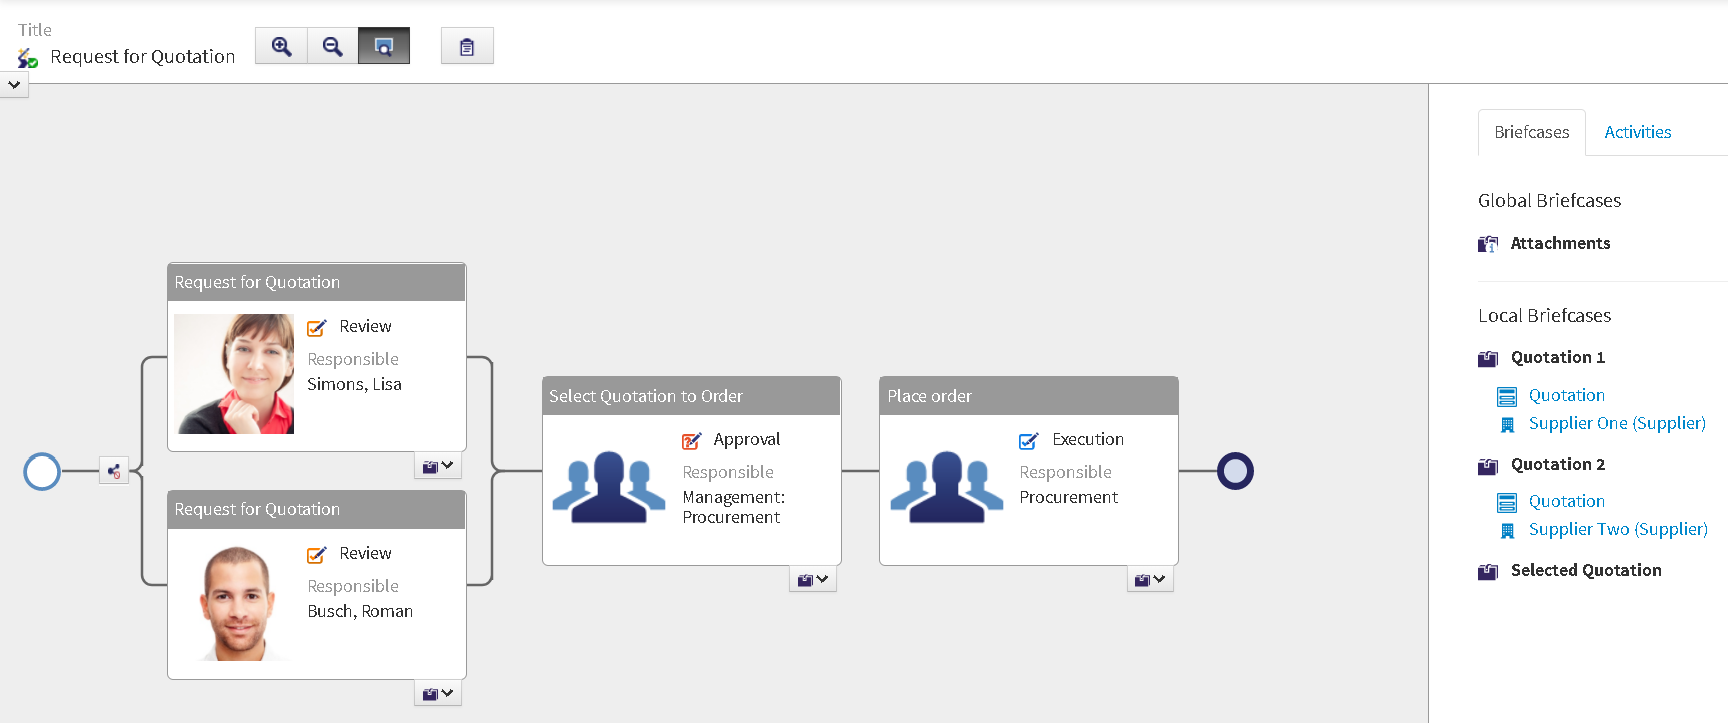 Title
Request for Quotation
Briefcases
Activities
Global Briefcases
Attachments
Local Briefcases
Quotation 1
Quotation
Supplier One (Supplier)
Quotation 2
Quotation
Supplier Two (Supplier)
Selected Quotation
Request for Quotation
Review
Responsible
Simons, Lisa
Request for Quotation
Review
Responsible
Busch, Roman
Select Quotation to Order
Approval
Responsible
Management:
Procurement
Place order
Execution
Responsible
Procurement